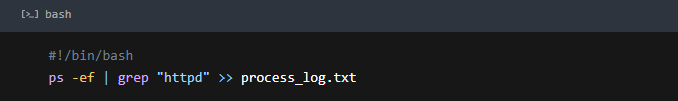 [>_] bash
#!/bin/bash
ps -ef | grep "httpd" >> process_log.txt